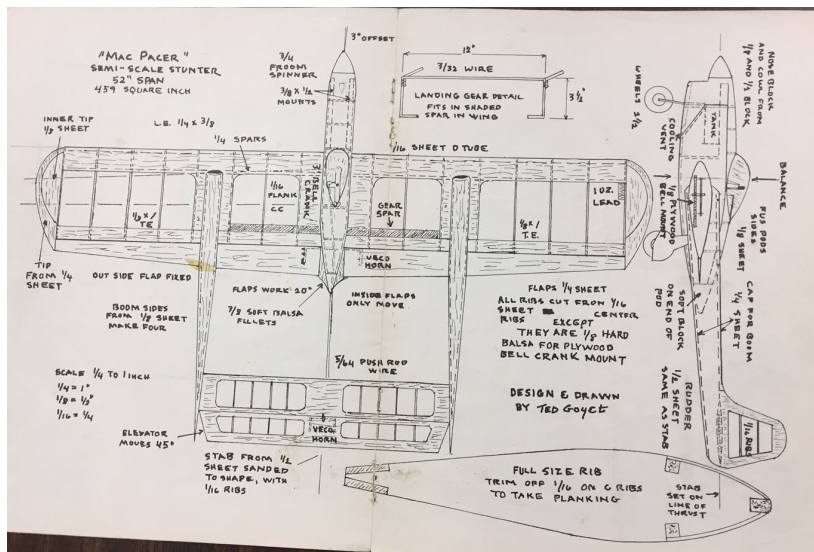 "MAC PACER"
SEMI-SCALE STUNTER
52" SPAN
459 SQUARE INCH
3° OFFSET
3/4
FROOM
SPINNER
3/8 x 1/2
MOUNTS
12"
3/32 WIRE
LANDING GEAR DETAIL
FITS IN SHADED
SPAR IN WING
3 1/2"
INNER TIP
1/8 SHEET
L.E. 1/4 x 3/8
1/4 SPARS
1/16 SHEET D TUBE
BELL
CRANK
1/16
PLANK
CC
GEAR
SPAR
1/8 x 1
TE
1/8 x 1
T.E.
1 OZ.
LEAD
VECO
HORN
TIP
FROM 1/4
SHEET
OUT SIDE FLAP FIXED
FLAPS WORK 20°
7/8 SOFT BALSA
FILLETS
INSIDE FLAPS
ONLY MOVE
BOOM SIDES
FROM 1/8 SHEET
MAKE FOUR
FLAPS 1/4 SHEET
ALL RIBS CUT FROM 1/16
SHEET CENTER
RIBS EXCEPT
THEY ARE 1/8 HARD
BALSA FOR PLYWOOD
BELL CRANK MOUNT
5/64 PUSH ROD
WIRE
SCALE 1/4 TO 1 INCH
1/4 = 1"
1/8 = 1/2"
1/16 = 1/4
DESIGN & DRAWN
BY TED GOYET
ELEVATOR
MOVES 45°
VECO
HORN
STAB FROM 1/2
SHEET SANDED
TO SHAPE, WITH
1/16 RIBS
FULL SIZE RIB
TRIM OFF 1/16 ON C RIBS
TO TAKE PLANKING
STAB
SET ON
LINE OF
THRUST
NOSE BLOCK
AND COWL FROM
1/8 AND 1/2 BLOCK
WHEELS 2 1/2
TANK
COOLING
VENT
1/8 PLYWOOD
BELL MOUNT
BALANCE
FUS PODS
SIDES
1/8 SHEET
CAP FOR BOOM
1/4 SHEET
SOFT BLOCK
ON END OF
POD
RUDDER
1/2 SHEET
SAME AS STAB
1/16 RIBS